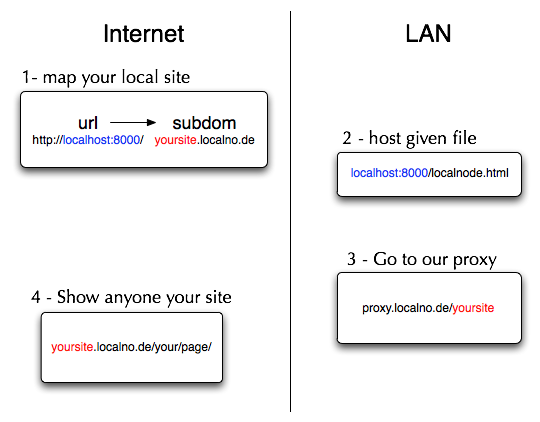 Internet
LAN
1- map your local site
url subdom
http://localhost:8000/ yoursite.localno.de
2 - host given file
localhost:8000/localnode.html
3 - Go to our proxy
proxy.localno.de/yoursite
4 - Show anyone your site
yoursite.localno.de/your/page/